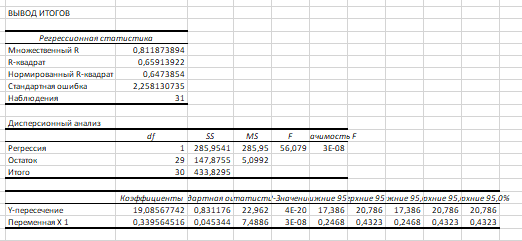 ВЫВОД ИТОГОВ
Регрессионная статистика
Множественный R 0,811873894
R-квадрат 0,65913922
Нормированный R-квадрат 0,6473854
Стандартная ошибка 2,258130735
Наблюдения 31
Дисперсионный анализ
df SS MS F ачимость F
Регрессия 1 285,9541 285,95 56,079 3E-08
Остаток 29 147,8755 5,0992
Итого 30 433,8295
Коэффициенты дартная о татисти Р-Значени ижние 95 ерхние 95 жние 95, рхние 95, рхние 95,0%
Y-пересечение 19,08567742 0,831176 22,962 4E-20 17,386 20,786 17,386 20,786 20,786
Переменная X 1 0,339564516 0,045344 7,4886 3E-08 0,2468 0,4323 0,2468 0,4323 0,4323